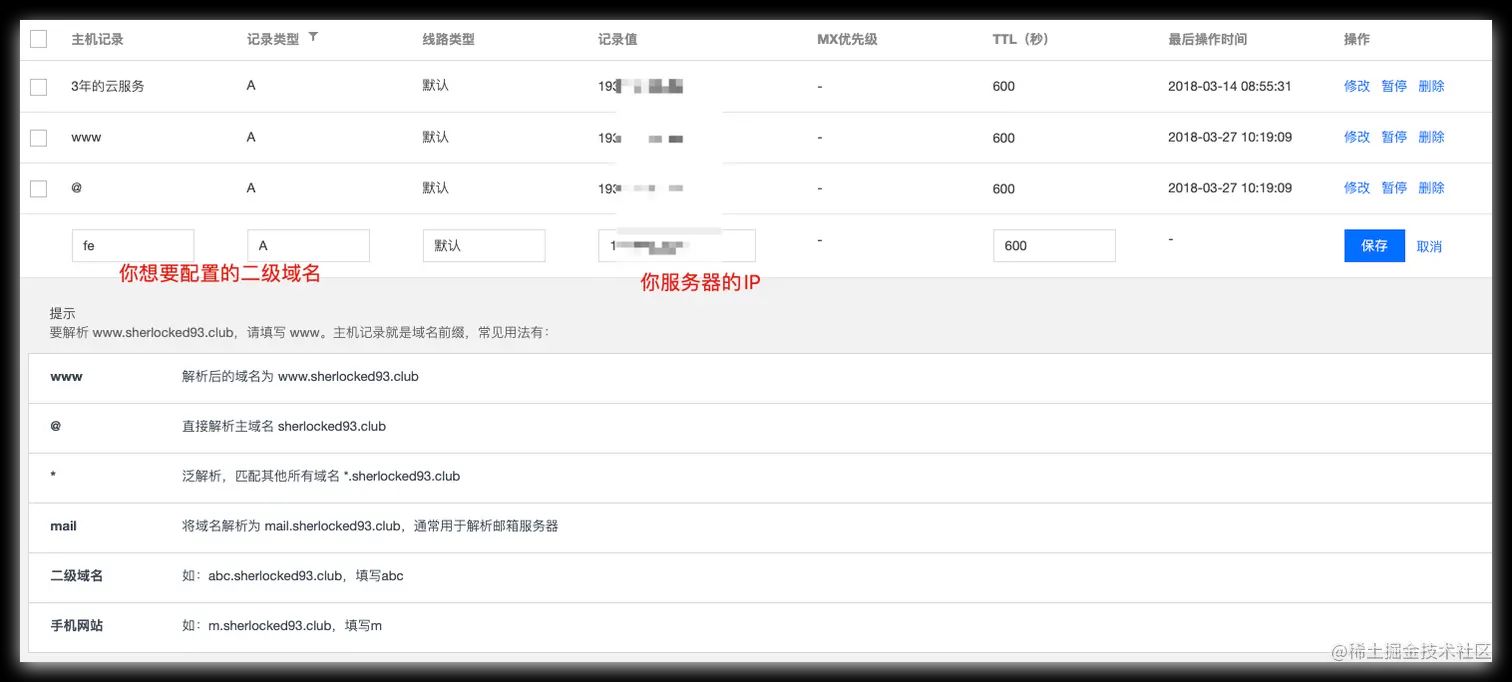 主机记录 记录类型 线路类型 记录值 MX优先级 TTL（秒） 最后操作时间 操作
3年的云服务 A 默认 193 - 600 2018-03-14 08:55:31 修改 暂停 删除
www A 默认 193 - 600 2018-03-27 10:19:09 修改 暂停 删除
@ A 默认 193 - 600 2018-03-27 10:19:09 修改 暂停 删除
fe A 默认 1 - 600 - 保存 取消
你想要配置的二级域名 你服务器的IP
提示
要解析 www.sherlocked93.club，请填写 www。主机记录就是域名前缀，常见用法有：
www 解析后的域名为 www.sherlocked93.club
@ 直接解析主域名 sherlocked93.club
* 泛解析，匹配其他所有域名 *.sherlocked93.club
mail 将域名解析为 mail.sherlocked93.club，通常用于解析邮箱服务器
二级域名 如：abc.sherlocked93.club，填写abc
手机网站 如：m.sherlocked93.club，填写m
@稀土掘金技术社区